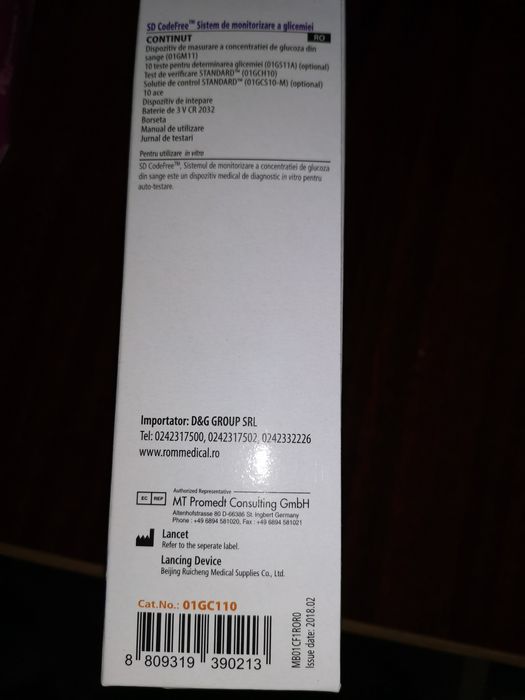 SD CodeFree™ Sistem de monitorizare a glicemiei
CONTINUT RO
Dispozitiv de masurare a concentratiei de glucoza din
sange (01GM11)
10 teste pentru determinarea glicemiei (01GS11A) (optional)
Test de verificare STANDARD™ (01GCH10)
Solutie de control STANDARD™ (01GCS10-M) (optional)
10 ace
Dispozitiv de intepare
Baterie de 3 V CR 2032
Borseta
Manual de utilizare
Jurnal de testari
Pentru utilizare in vitro
SD CodeFree™, Sistemul de monitorizare a concentratiei de glucoza
din sange este un dispozitiv medical de diagnostic in vitro pentru
auto-testare.
Importator: D&G GROUP SRL
Tel: 0242317500, 0242317502, 0242332226
www.rommedical.ro
EC REP
Authorized Representative
MT Promedt Consulting GmbH
Altenhofstrasse 80 D-66386 St. Ingbert Germany
Phone : +49 6894 581020, Fax : +49 6894 581021
Lancet
Refer to the seperate label.
Lancing Device
Beijing Ruicheng Medical Supplies Co., Ltd.
Cat.No.: 01GC110
8 809319 390213
MB01CF1RORO
Issue date: 2018.02